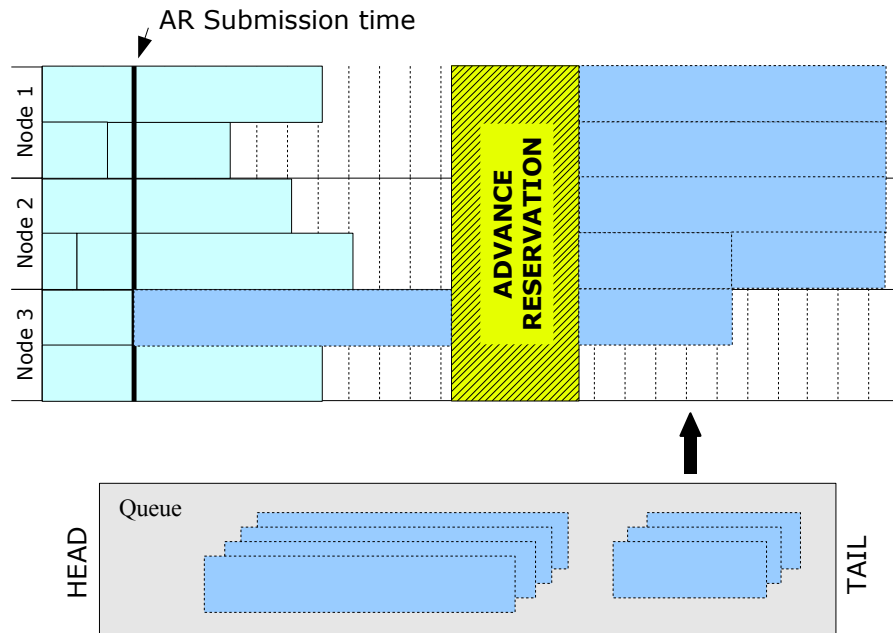 AR Submission time
Node 1
Node 2
Node 3
ADVANCE
RESERVATION
Queue
HEAD
TAIL